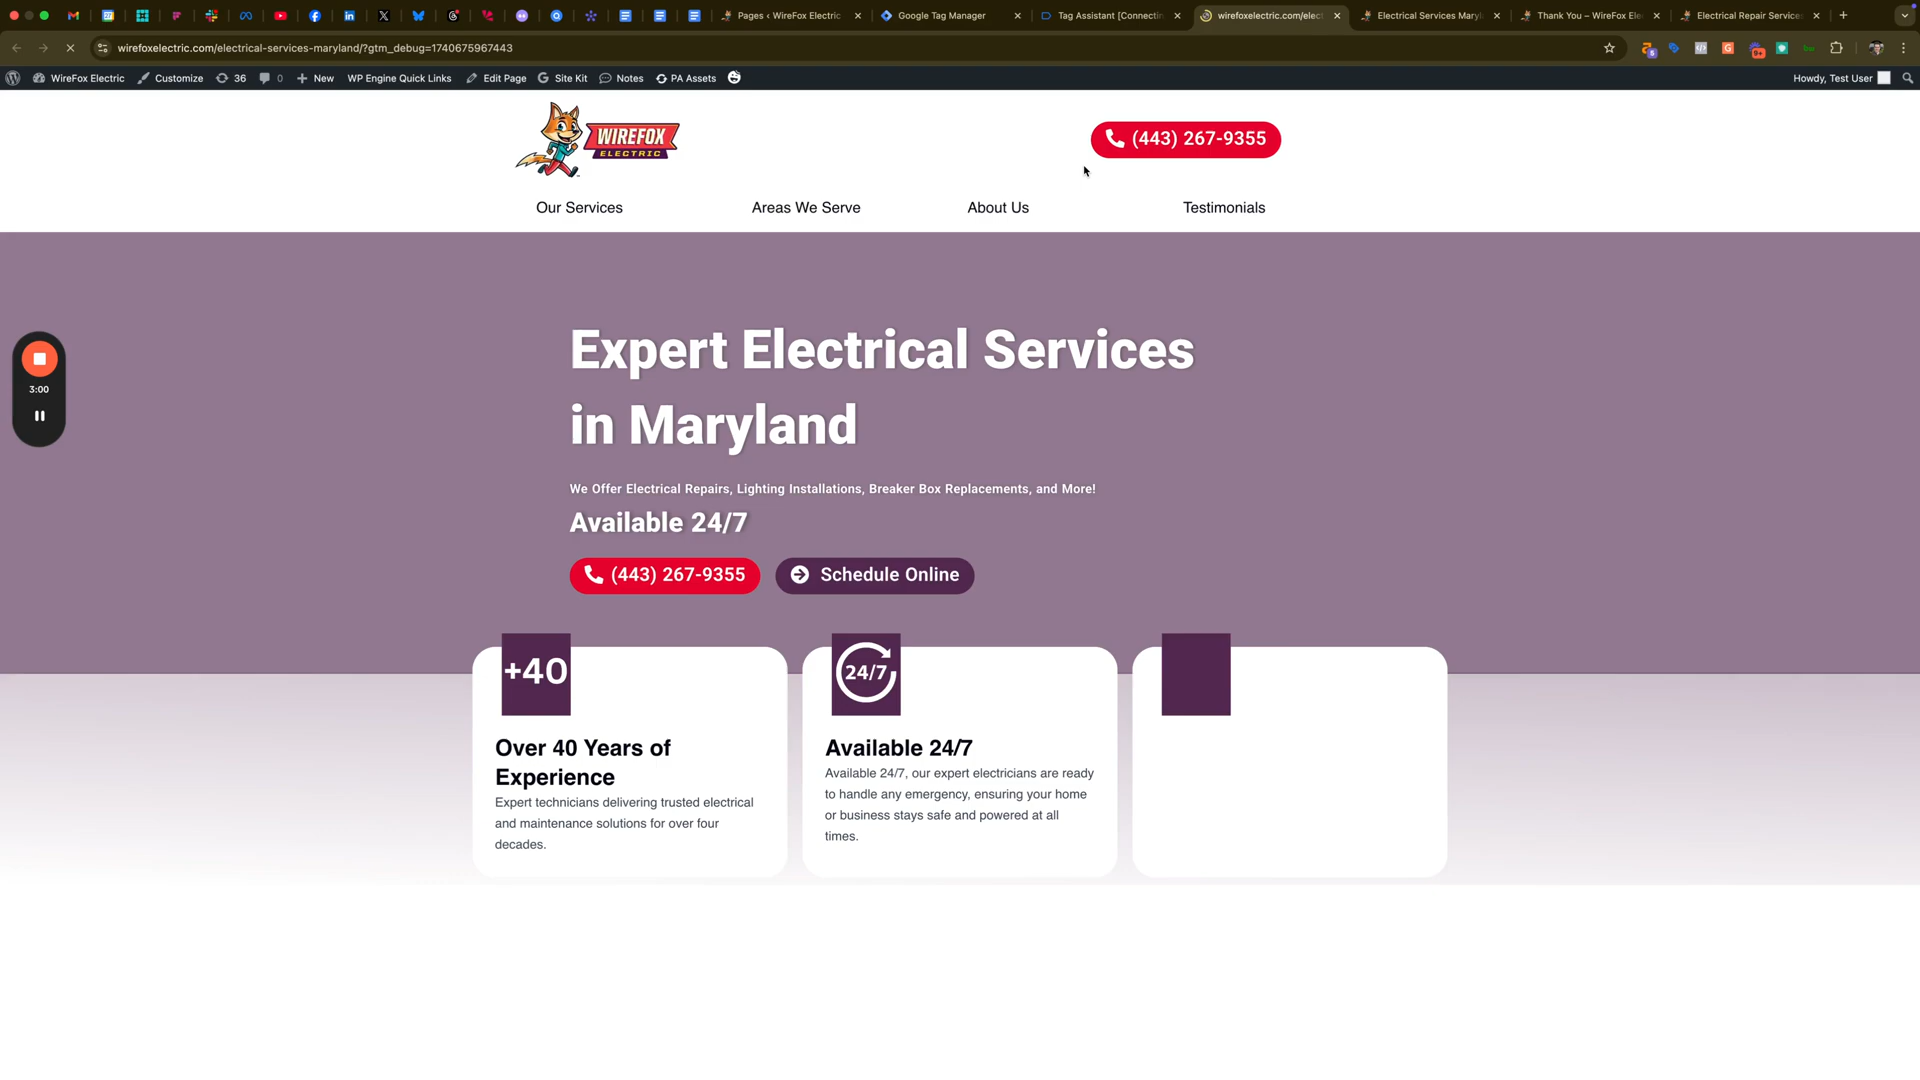 Pages ‹ WireFox Electric
Google Tag Manager
Tag Assistant [Connectin
wirefoxelectric.com/elect
Electrical Services Maryl
Thank You – WireFox Ele
Electrical Repair Services
wirefoxelectric.com/electrical-services-maryland/?gtm_debug=1740675967443
WireFox Electric
Customize
36
0
New
WP Engine Quick Links
Edit Page
Site Kit
Notes
PA Assets
Howdy, Test User
WIREFOX
ELECTRIC
(443) 267-9355
Our Services
Areas We Serve
About Us
Testimonials
Expert Electrical Services
in Maryland
We Offer Electrical Repairs, Lighting Installations, Breaker Box Replacements, and More!
Available 24/7
(443) 267-9355
Schedule Online
3:00
+40
Over 40 Years of
Experience
Expert technicians delivering trusted electrical
and maintenance solutions for over four
decades.
24/7
Available 24/7
Available 24/7, our expert electricians are ready
to handle any emergency, ensuring your home
or business stays safe and powered at all
times.